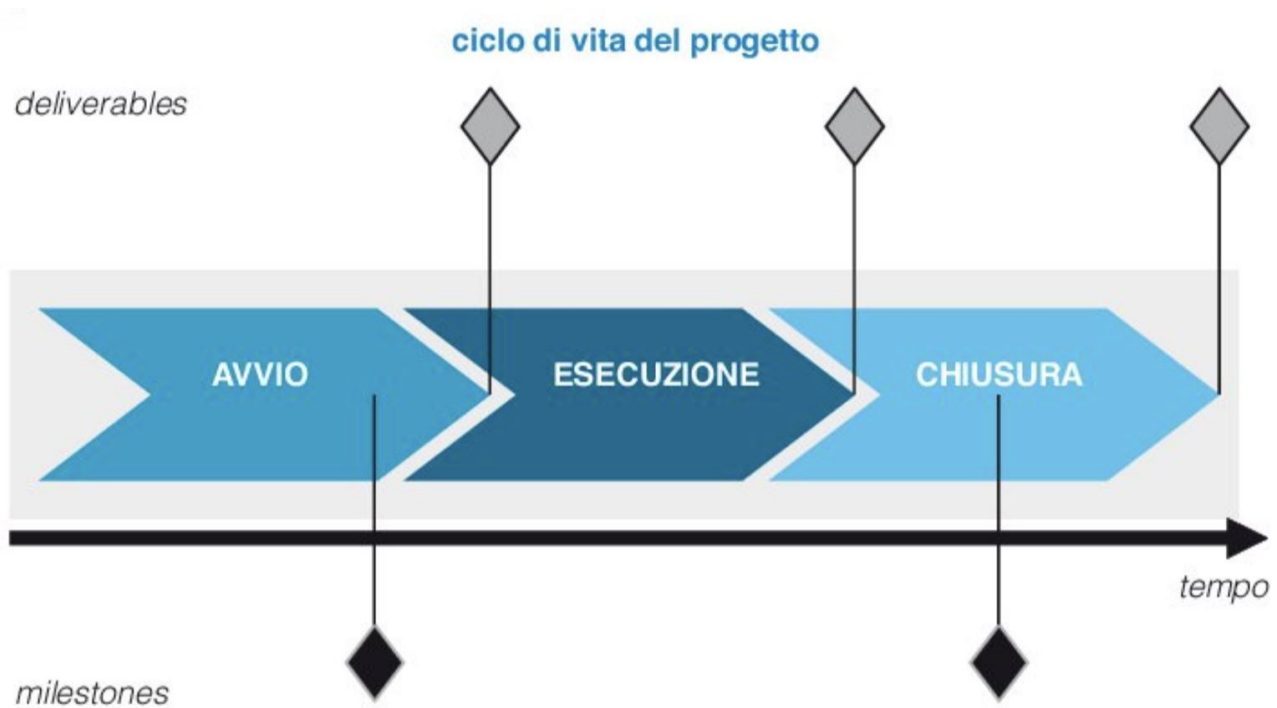 ciclo di vita del progetto
deliverables
AVVIO
ESECUZIONE
CHIUSURA
tempo
milestones